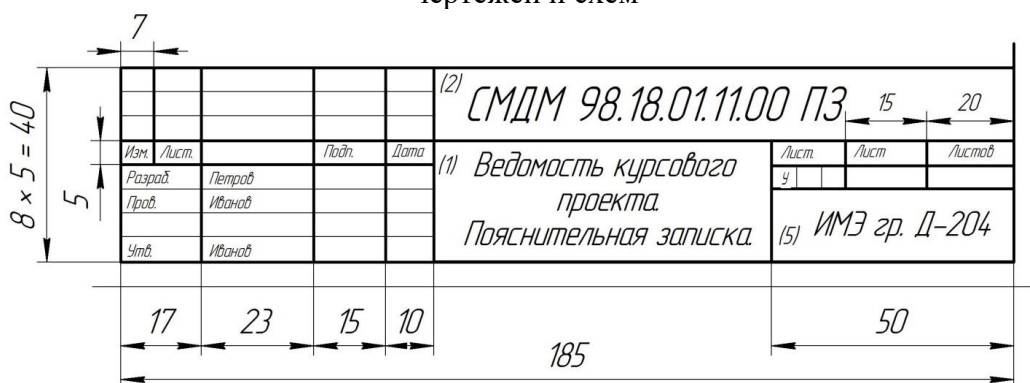 чертежей и схем
7
(2) СМДМ 98.18.01.11.00 ПЗ
15 20
8 × 5 = 40
5
Изм. Лист. Подп. Дата
(1) Ведомость курсового
проекта.
Пояснительная записка.
Лист. Лист Листов
У
Разраб. Петров
Пров. Иванов
Утв. Иванов
(5) ИМЭ гр. Д-204
17 23 15 10 50
185